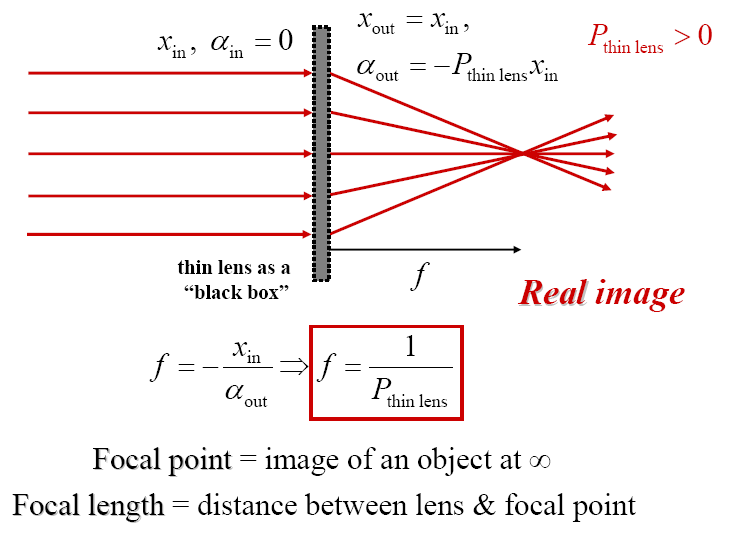 x_in, α_in = 0
x_out = x_in,
α_out = −P_thin lens x_in
P_thin lens > 0
thin lens as a
“black box”
f
Real image
f = − x_in / α_out ⇒ f = 1 / P_thin lens
Focal point = image of an object at ∞
Focal length = distance between lens & focal point